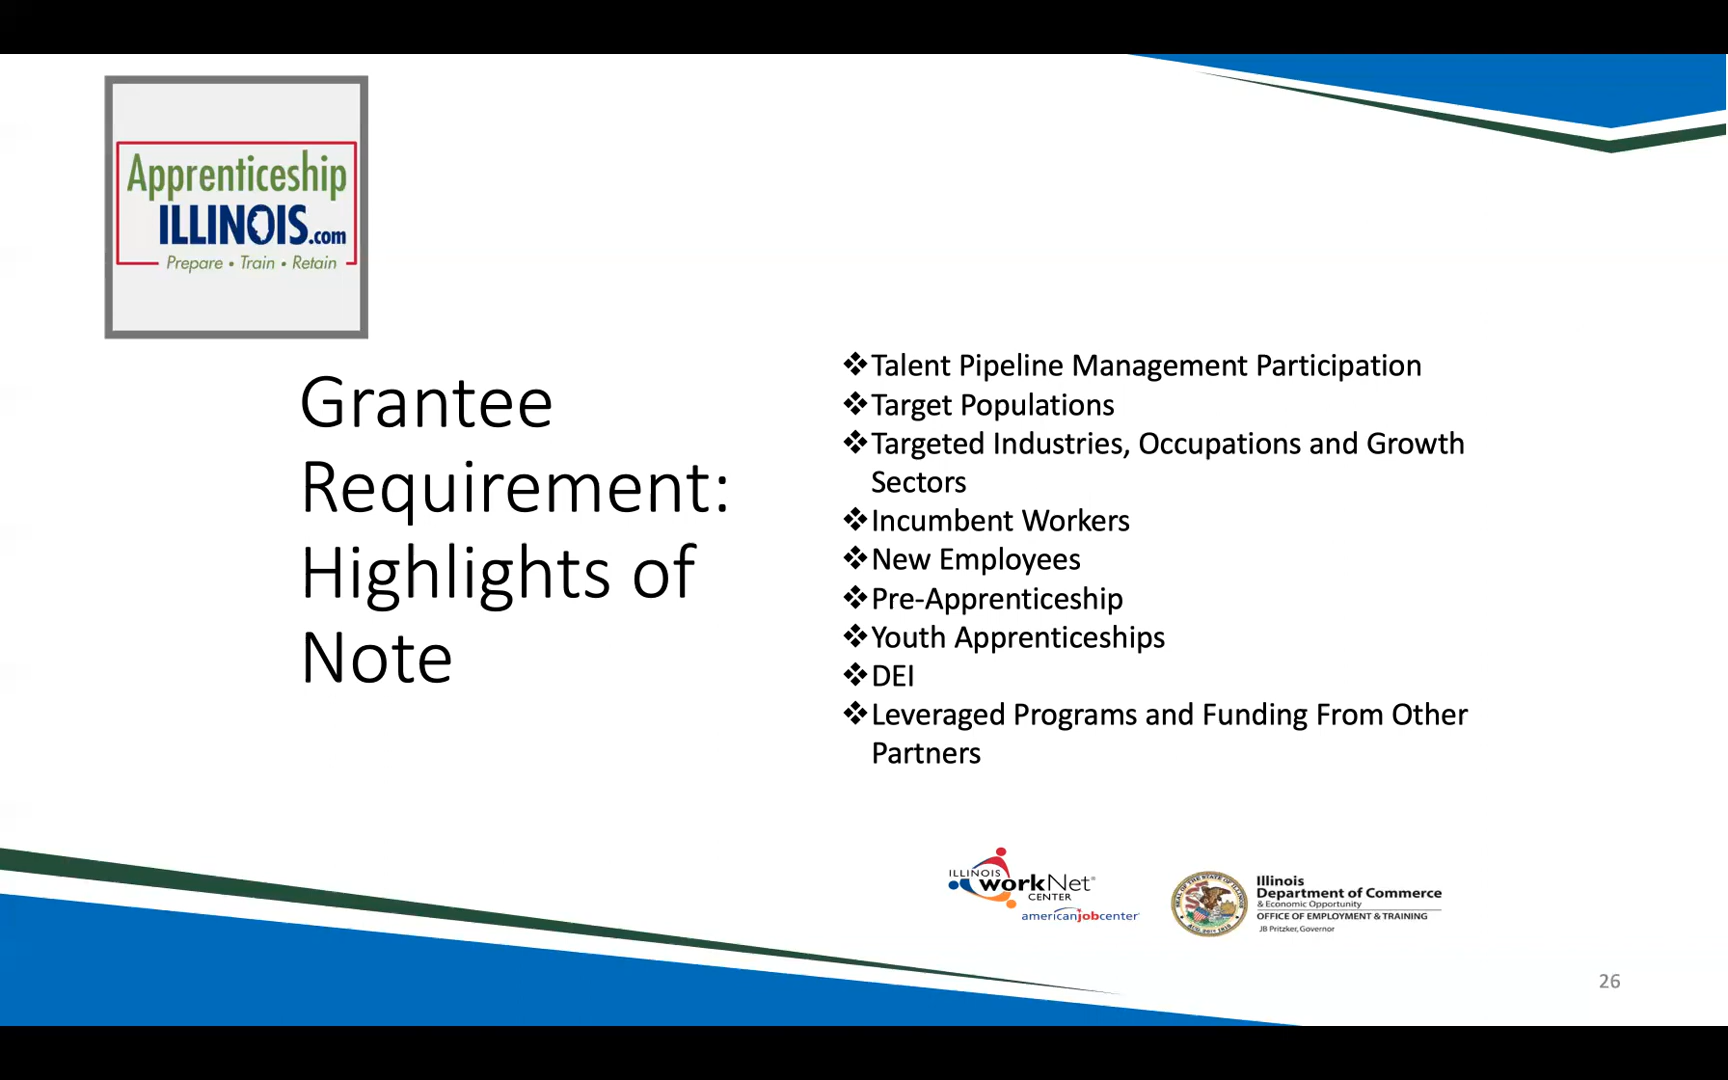 Apprenticeship
ILLINOIS.com
Prepare • Train • Retain
Grantee
Requirement:
Highlights of
Note
❖Talent Pipeline Management Participation
❖Target Populations
❖Targeted Industries, Occupations and Growth
Sectors
❖Incumbent Workers
❖New Employees
❖Pre-Apprenticeship
❖Youth Apprenticeships
❖DEI
❖Leveraged Programs and Funding From Other
Partners
ILLINOIS
workNet®
CENTER
americanjobcenter
Illinois
Department of Commerce
& Economic Opportunity
OFFICE OF EMPLOYMENT & TRAINING
JB Pritzker, Governor
26